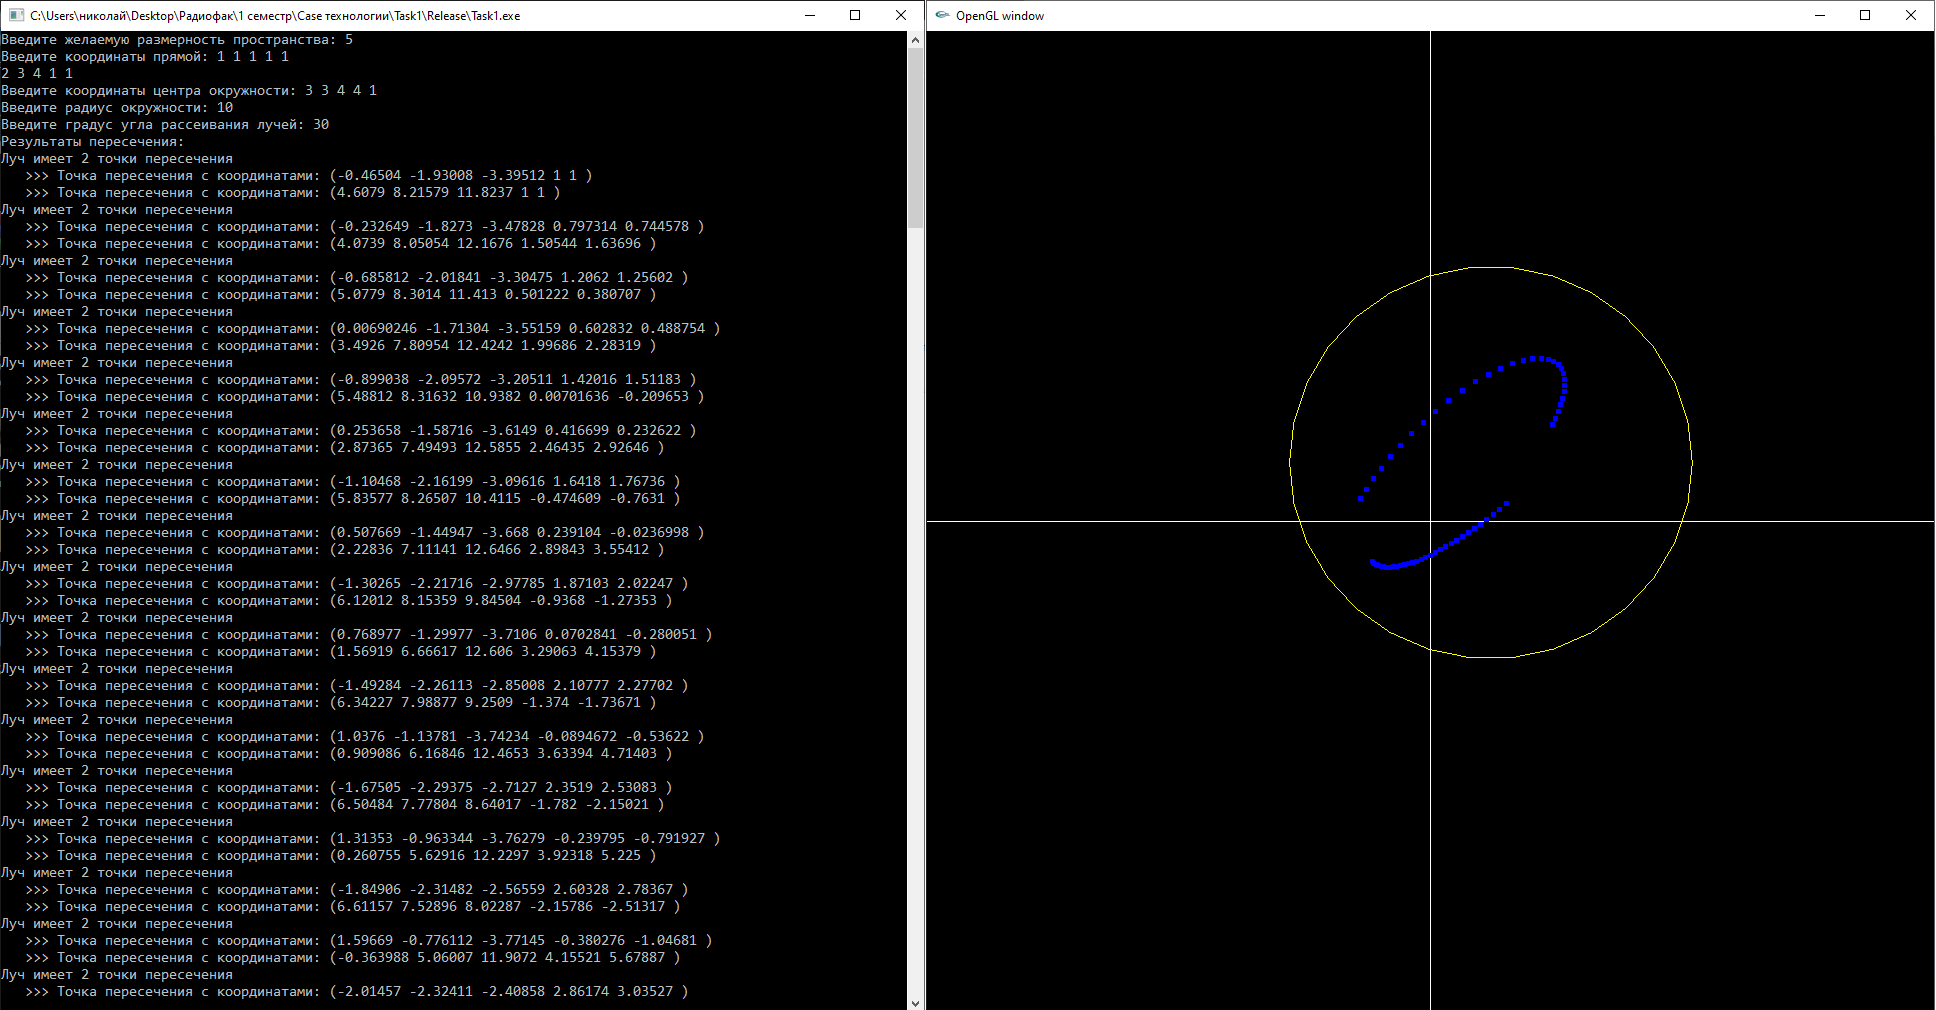 C:\Users\николай\Desktop\Радиофак\1 семестр\Case технологии\Task1\Release\Task1.exe
Введите желаемую размерность пространства: 5
Введите координаты прямой: 1 1 1 1 1
2 3 4 1 1
Введите координаты центра окружности: 3 3 4 4 1
Введите радиус окружности: 10
Введите градус угла рассеивания лучей: 30
Результаты пересечения:
Луч имеет 2 точки пересечения
>>> Точка пересечения с координатами: (-0.46504 -1.93008 -3.39512 1 1 )
>>> Точка пересечения с координатами: (4.6079 8.21579 11.8237 1 1 )
Луч имеет 2 точки пересечения
>>> Точка пересечения с координатами: (-0.232649 -1.8273 -3.47828 0.797314 0.744578 )
>>> Точка пересечения с координатами: (4.0739 8.05054 12.1676 1.50544 1.63696 )
Луч имеет 2 точки пересечения
>>> Точка пересечения с координатами: (-0.685812 -2.01841 -3.30475 1.2062 1.25602 )
>>> Точка пересечения с координатами: (5.0779 8.3014 11.413 0.501222 0.380707 )
Луч имеет 2 точки пересечения
>>> Точка пересечения с координатами: (0.00690246 -1.71304 -3.55159 0.602832 0.488754 )
>>> Точка пересечения с координатами: (3.4926 7.80954 12.4242 1.99686 2.28319 )
Луч имеет 2 точки пересечения
>>> Точка пересечения с координатами: (-0.899038 -2.09572 -3.20511 1.42016 1.51183 )
>>> Точка пересечения с координатами: (5.48812 8.31632 10.9382 0.00701636 -0.209653 )
Луч имеет 2 точки пересечения
>>> Точка пересечения с координатами: (0.253658 -1.58716 -3.6149 0.416699 0.232622 )
>>> Точка пересечения с координатами: (2.87365 7.49493 12.5855 2.46435 2.92646 )
Луч имеет 2 точки пересечения
>>> Точка пересечения с координатами: (-1.10468 -2.16199 -3.09616 1.6418 1.76736 )
>>> Точка пересечения с координатами: (5.83577 8.26507 10.4115 -0.474609 -0.7631 )
Луч имеет 2 точки пересечения
>>> Точка пересечения с координатами: (0.507669 -1.44947 -3.668 0.239104 -0.0236998 )
>>> Точка пересечения с координатами: (2.22836 7.11141 12.6466 2.89843 3.55412 )
Луч имеет 2 точки пересечения
>>> Точка пересечения с координатами: (-1.30265 -2.21716 -2.97785 1.87103 2.02247 )
>>> Точка пересечения с координатами: (6.12012 8.15359 9.84504 -0.9368 -1.27353 )
Луч имеет 2 точки пересечения
>>> Точка пересечения с координатами: (0.768977 -1.29977 -3.7106 0.0702841 -0.280051 )
>>> Точка пересечения с координатами: (1.56919 6.66617 12.606 3.29063 4.15379 )
Луч имеет 2 точки пересечения
>>> Точка пересечения с координатами: (-1.49284 -2.26113 -2.85008 2.10777 2.27702 )
>>> Точка пересечения с координатами: (6.34227 7.98877 9.2509 -1.374 -1.73671 )
Луч имеет 2 точки пересечения
>>> Точка пересечения с координатами: (1.0376 -1.13781 -3.74234 -0.0894672 -0.53622 )
>>> Точка пересечения с координатами: (0.909086 6.16846 12.4653 3.63394 4.71403 )
Луч имеет 2 точки пересечения
>>> Точка пересечения с координатами: (-1.67505 -2.29375 -2.7127 2.3519 2.53083 )
>>> Точка пересечения с координатами: (6.50484 7.77804 8.64017 -1.782 -2.15021 )
Луч имеет 2 точки пересечения
>>> Точка пересечения с координатами: (1.31353 -0.963344 -3.76279 -0.239795 -0.791927 )
>>> Точка пересечения с координатами: (0.260755 5.62916 12.2297 3.92318 5.225 )
Луч имеет 2 точки пересечения
>>> Точка пересечения с координатами: (-1.84906 -2.31482 -2.56559 2.60328 2.78367 )
>>> Точка пересечения с координатами: (6.61157 7.52896 8.02287 -2.15786 -2.51317 )
Луч имеет 2 точки пересечения
>>> Точка пересечения с координатами: (1.59669 -0.776112 -3.77145 -0.380276 -1.04681 )
>>> Точка пересечения с координатами: (-0.363988 5.06007 11.9072 4.15521 5.67887 )
Луч имеет 2 точки пересечения
>>> Точка пересечения с координатами: (-2.01457 -2.32411 -2.40858 2.86174 3.03527 )
OpenGL window